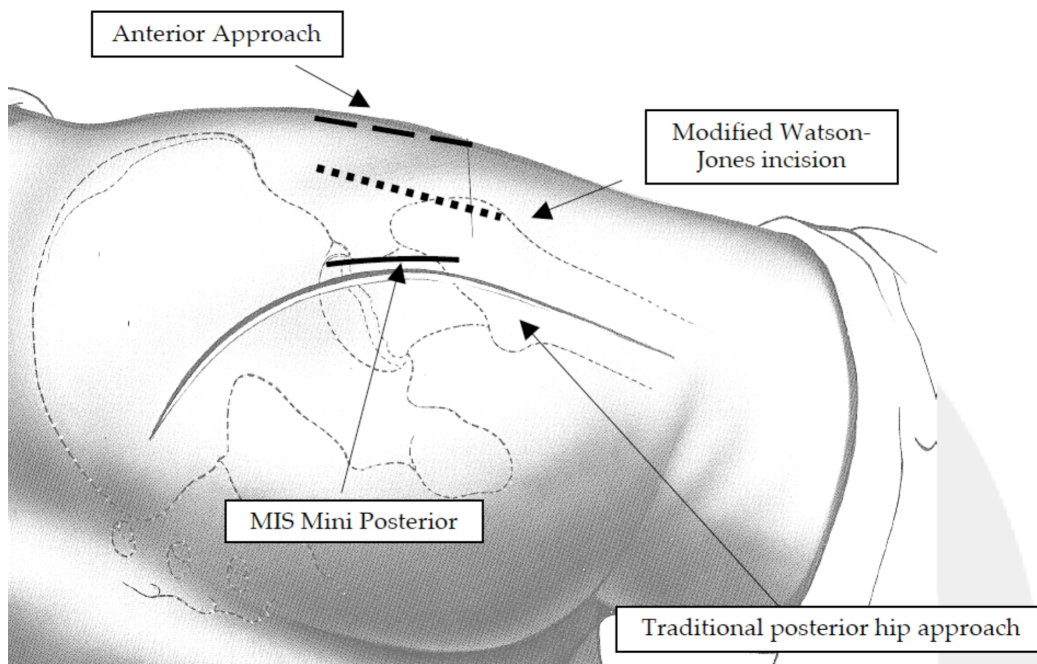 Anterior Approach
Modified Watson-
Jones incision
MIS Mini Posterior
Traditional posterior hip approach